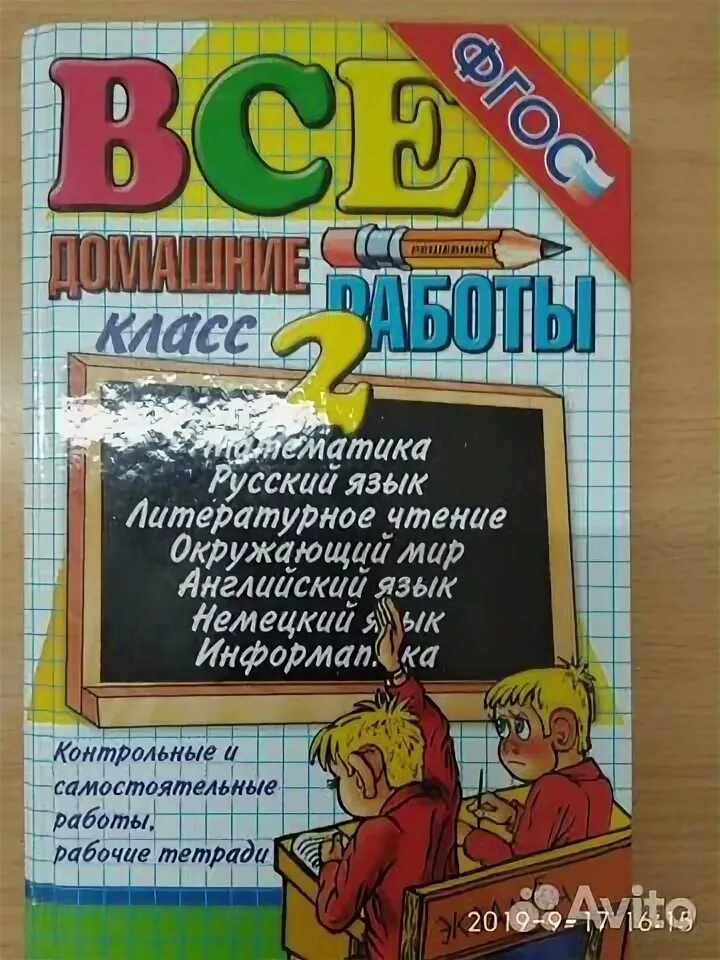 ВСЕ
ФГОС
ДОМАШНИЕ
РАБОТЫ
КЛАСС 2
Математика
Русский язык
Литературное чтение
Окружающий мир
Английский язык
Немецкий язык
Информатика
Контрольные и
самостоятельные
работы,
рабочие тетради
Avito
2019-9-17 16:15